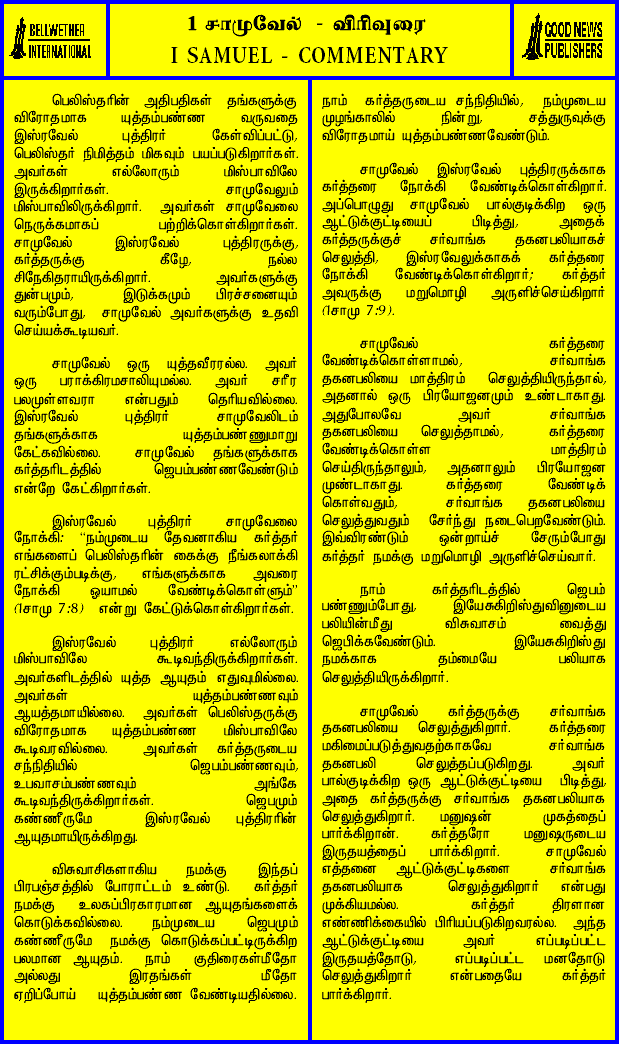 BELLWETHER
INTERNATIONAL
1 சாமுவேல் - விரிவுரை
I SAMUEL - COMMENTARY
GOOD NEWS
PUBLISHERS
பெலிஸ்தரின் அதிபதிகள் தங்களுக்கு
விரோதமாக யுத்தம்பண்ண வருவதை
இஸ்ரவேல் புத்திரர் கேள்விப்பட்டு,
பெலிஸ்தர் நிமித்தம் மிகவும் பயப்படுகிறார்கள்.
அவர்கள் எல்லோரும் மிஸ்பாவிலே
இருக்கிறார்கள். சாமுவேலும்
மிஸ்பாவிலிருக்கிறார். அவர்கள் சாமுவேலை
நெருக்கமாகப் பற்றிக்கொள்கிறார்கள்.
சாமுவேல் இஸ்ரவேல் புத்திரருக்கு,
கர்த்தருக்கு கீழே, நல்ல
சிநேகிதராயிருக்கிறார். அவர்களுக்கு
துன்பமும், இடுக்கமும் பிரச்சனையும்
வரும்போது, சாமுவேல் அவர்களுக்கு உதவி
செய்யக்கூடியவர்.
சாமுவேல் ஒரு யுத்தவீரரல்ல. அவர்
ஒரு பராக்கிரமசாலியுமல்ல. அவர் சரீர
பலமுள்ளவரா என்பதும் தெரியவில்லை.
இஸ்ரவேல் புத்திரர் சாமுவேலிடம்
தங்களுக்காக யுத்தம்பண்ணுமாறு
கேட்கவில்லை. சாமுவேல் தங்களுக்காக
கர்த்தரிடத்தில் ஜெபம்பண்ணவேண்டும்
என்றே கேட்கிறார்கள்.
இஸ்ரவேல் புத்திரர் சாமுவேலை
நோக்கி: "நம்முடைய தேவனாகிய கர்த்தர்
எங்களைப் பெலிஸ்தரின் கைக்கு நீங்கலாக்கி
ரட்சிக்கும்படிக்கு, எங்களுக்காக அவரை
நோக்கி ஓயாமல் வேண்டிக்கொள்ளும்"
(1சாமு 7:8) என்று கேட்டுக்கொள்கிறார்கள்.
இஸ்ரவேல் புத்திரர் எல்லோரும்
மிஸ்பாவிலே கூடிவந்திருக்கிறார்கள்.
அவர்களிடத்தில் யுத்த ஆயுதம் எதுவுமில்லை.
அவர்கள் யுத்தம்பண்ணவும்
ஆயத்தமாயில்லை. அவர்கள் பெலிஸ்தருக்கு
விரோதமாக யுத்தம்பண்ண மிஸ்பாவிலே
கூடிவரவில்லை. அவர்கள் கர்த்தருடைய
சந்நிதியில் ஜெபம்பண்ணவும்,
உபவாசம்பண்ணவும் அங்கே
கூடிவந்திருக்கிறார்கள். ஜெபமும்
கண்ணீருமே இஸ்ரவேல் புத்திரரின்
ஆயுதமாயிருக்கிறது.
விசுவாசிகளாகிய நமக்கு இந்தப்
பிரபஞ்சத்தில் போராட்டம் உண்டு. கர்த்தர்
நமக்கு உலகப்பிரகாரமான ஆயுதங்களைக்
கொடுக்கவில்லை. நம்முடைய ஜெபமும்
கண்ணீருமே நமக்கு கொடுக்கப்பட்டிருக்கிற
பலமான ஆயுதம். நாம் குதிரைகள்மீதோ
அல்லது இரதங்கள் மீதோ
ஏறிப்போய் யுத்தம்பண்ண வேண்டியதில்லை.
நாம் கர்த்தருடைய சந்நிதியில், நம்முடைய
முழங்காலில் நின்று, சத்துருவுக்கு
விரோதமாய் யுத்தம்பண்ணவேண்டும்.
சாமுவேல் இஸ்ரவேல் புத்திரருக்காக
கர்த்தரை நோக்கி வேண்டிக்கொள்கிறார்.
அப்பொழுது சாமுவேல் பால்குடிக்கிற ஒரு
ஆட்டுக்குட்டியைப் பிடித்து, அதைக்
கர்த்தருக்குச் சர்வாங்க தகனபலியாகச்
செலுத்தி, இஸ்ரவேலுக்காகக் கர்த்தரை
நோக்கி வேண்டிக்கொள்கிறார்; கர்த்தர்
அவருக்கு மறுமொழி அருளிச்செய்கிறார்
(1சாமு 7:9).
சாமுவேல் கர்த்தரை
வேண்டிக்கொள்ளாமல், சர்வாங்க
தகனபலியை மாத்திரம் செலுத்தியிருந்தால்,
அதனால் ஒரு பிரயோஜனமும் உண்டாகாது.
அதுபோலவே அவர் சர்வாங்க
தகனபலியை செலுத்தாமல், கர்த்தரை
வேண்டிக்கொள்ள மாத்திரம்
செய்திருந்தாலும், அதனாலும் பிரயோஜன
முண்டாகாது. கர்த்தரை வேண்டிக்
கொள்வதும், சர்வாங்க தகனபலியை
செலுத்துவதும் சேர்ந்து நடைபெறவேண்டும்.
இவ்விரண்டும் ஒன்றாய்ச் சேரும்போது
கர்த்தர் நமக்கு மறுமொழி அருளிச்செய்வார்.
நாம் கர்த்தரிடத்தில் ஜெபம்
பண்ணும்போது, இயேசுகிறிஸ்துவினுடைய
பலியின்மீது விசுவாசம் வைத்து
ஜெபிக்கவேண்டும். இயேசுகிறிஸ்து
நமக்காக தம்மையே பலியாக
செலுத்தியிருக்கிறார்.
சாமுவேல் கர்த்தருக்கு சர்வாங்க
தகனபலியை செலுத்துகிறார். கர்த்தரை
மகிமைப்படுத்துவதற்காகவே சர்வாங்க
தகனபலி செலுத்தப்படுகிறது. அவர்
பால்குடிக்கிற ஒரு ஆட்டுக்குட்டியை பிடித்து,
அதை கர்த்தருக்கு சர்வாங்க தகனபலியாக
செலுத்துகிறார். மனுஷன் முகத்தைப்
பார்க்கிறான். கர்த்தரோ மனுஷருடைய
இருதயத்தைப் பார்க்கிறார். சாமுவேல்
எத்தனை ஆட்டுக்குட்டிகளை சர்வாங்க
தகனபலியாக செலுத்துகிறார் என்பது
முக்கியமல்ல. கர்த்தர் திரளான
எண்ணிக்கையில் பிரியப்படுகிறவரல்ல. அந்த
ஆட்டுக்குட்டியை அவர் எப்படிப்பட்ட
இருதயத்தோடு, எப்படிப்பட்ட மனதோடு
செலுத்துகிறார் என்பதையே கர்த்தர்
பார்க்கிறார்.